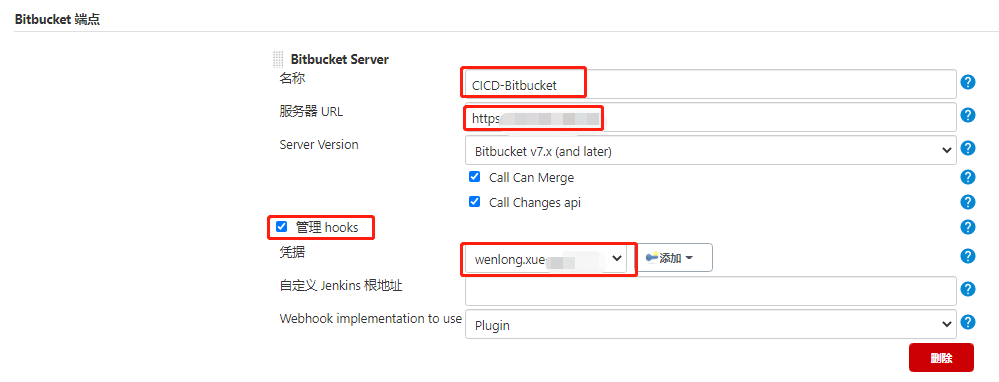 Bitbucket 端点
Bitbucket Server
名称
CICD-Bitbucket
服务器 URL
https
Server Version
Bitbucket v7.x (and later)
Call Can Merge
Call Changes api
管理 hooks
凭据
wenlong.xue
添加
自定义 Jenkins 根地址
Webhook implementation to use
Plugin
删除